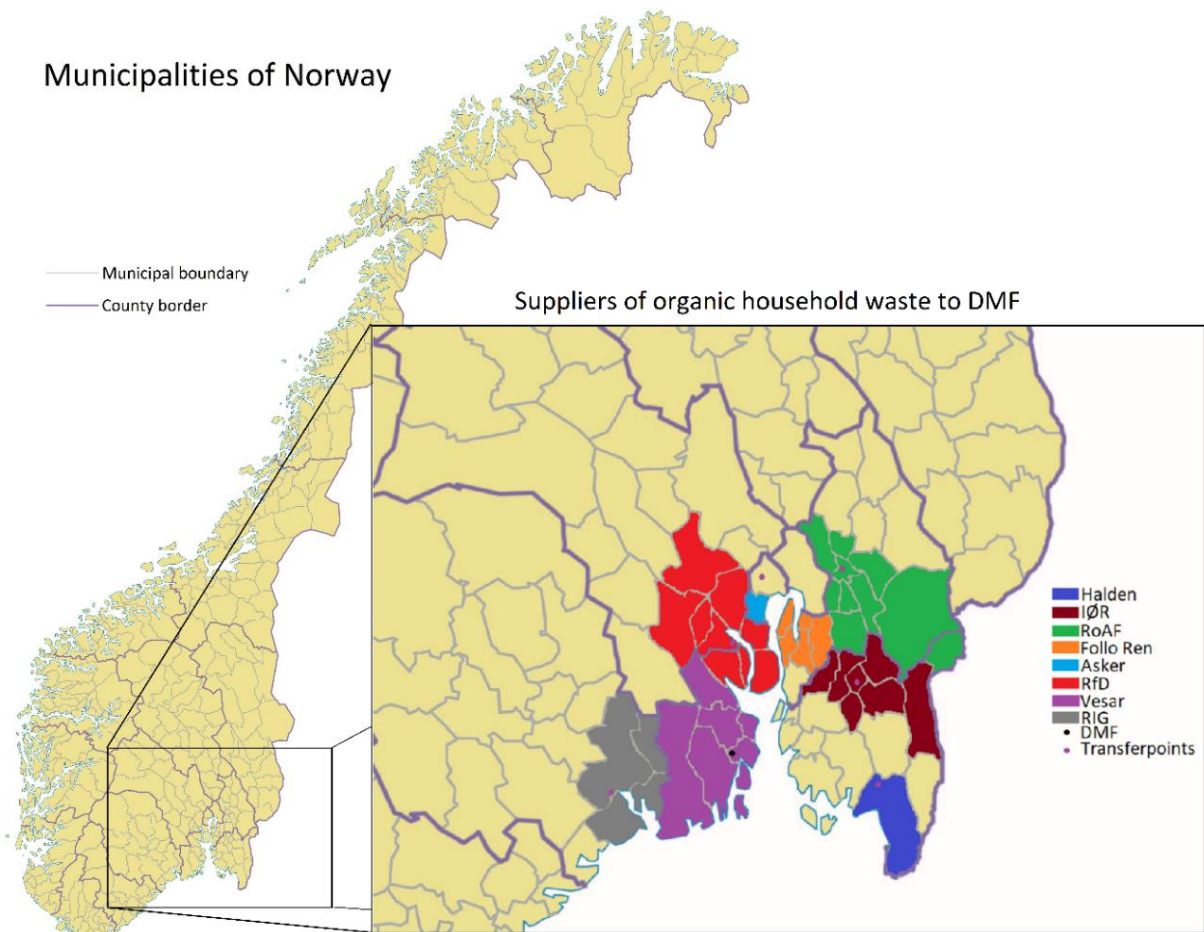 Municipalities of Norway
Municipal boundary
County border
Suppliers of organic household waste to DMF
Halden
IØR
RoAF
Follo Ren
Asker
RfD
Vesar
RIG
DMF
Transferpoints